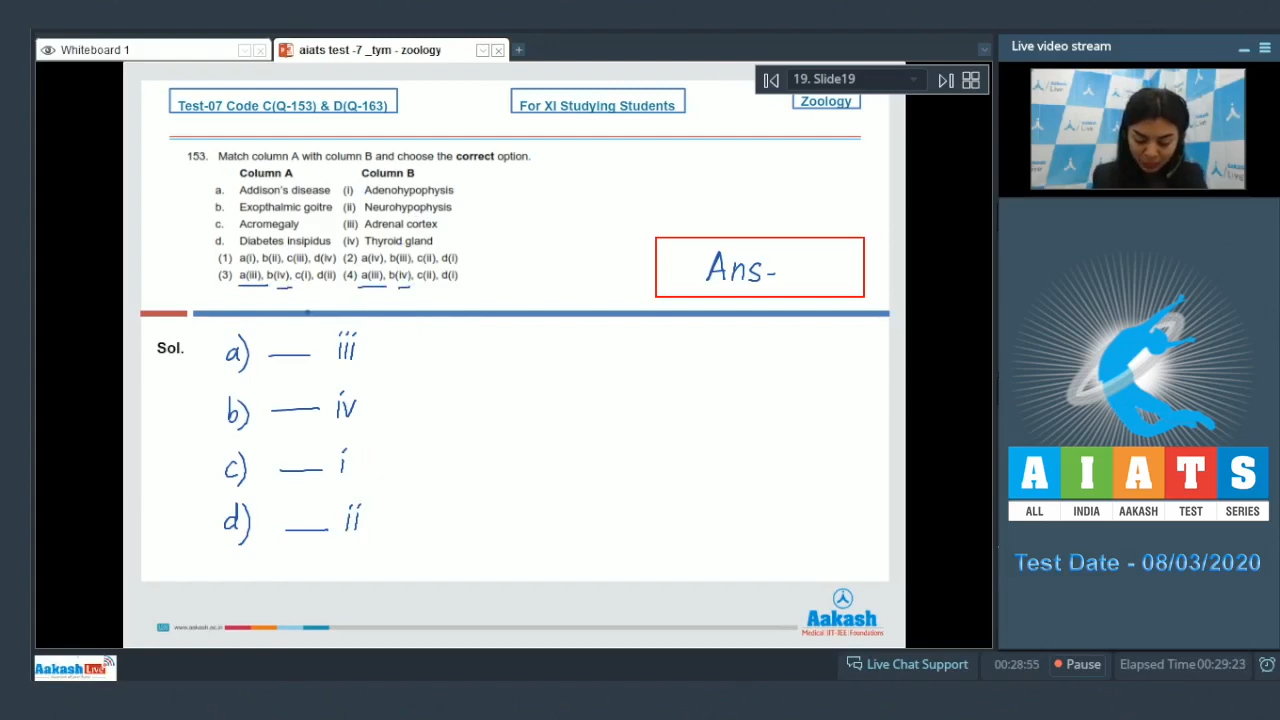 Whiteboard 1
aiats test -7 _tym - zoology
Live video stream
19. Slide19
Test-07 Code C(Q-153) & D(Q-163)
For XI Studying Students
Zoology
153. Match column A with column B and choose the correct option.
Column A Column B
a. Addison's disease (i) Adenohypophysis
b. Exopthalmic goitre (ii) Neurohypophysis
c. Acromegaly (iii) Adrenal cortex
d. Diabetes insipidus (iv) Thyroid gland
(1) a(i), b(ii), c(iii), d(iv) (2) a(iv), b(iii), c(ii), d(i)
(3) a(iii), b(iv), c(i), d(ii) (4) a(iii), b(iv), c(ii), d(i)
Ans-
Sol.
a) — iii
b) — iv
c) — i
d) — ii
A I A T S
ALL INDIA AAKASH TEST SERIES
Test Date - 08/03/2020
www.aakash.ac.in
Aakash
Medical|IIT-JEE|Foundations
Aakash Live
Live Chat Support
00:28:55
Pause
Elapsed Time 00:29:23